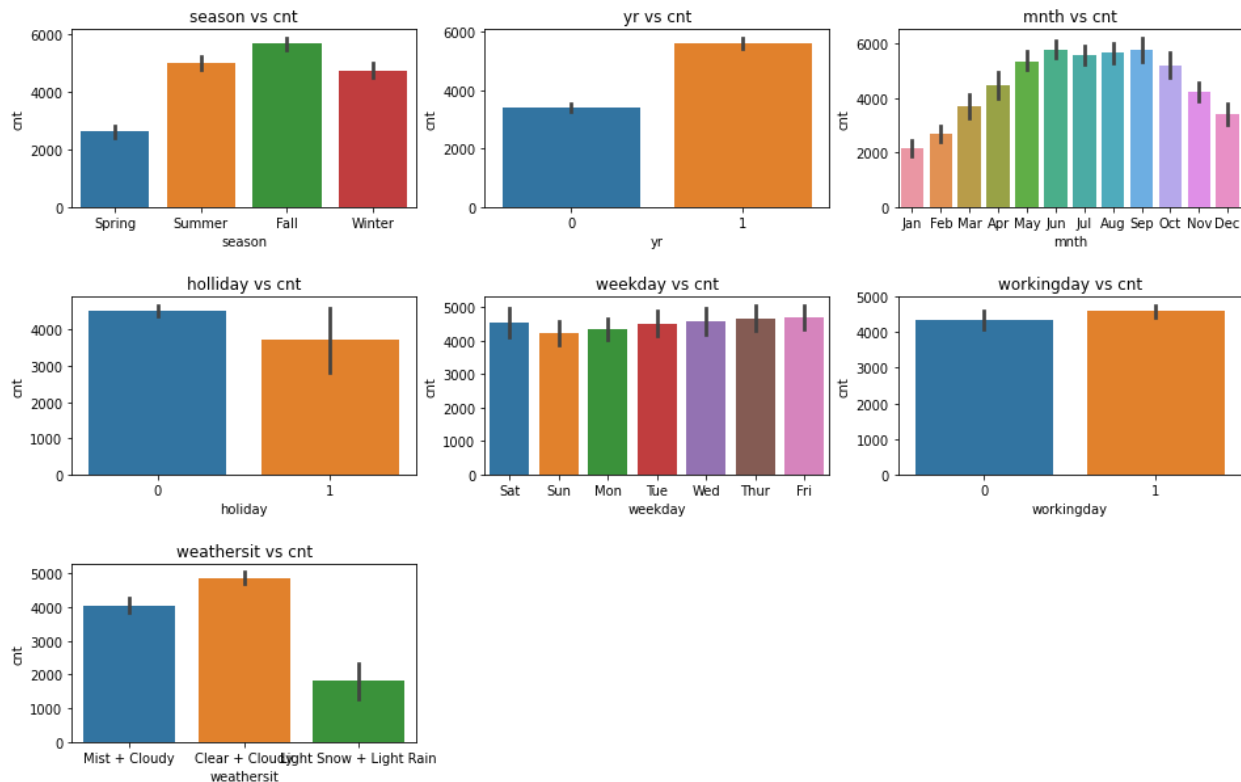 season vs cnt
cnt
6000
4000
2000
0
Spring Summer Fall Winter
season
yr vs cnt
cnt
6000
5000
4000
3000
2000
1000
0
0 1
yr
mnth vs cnt
cnt
6000
4000
2000
0
Jan Feb Mar Apr May Jun Jul Aug Sep Oct Nov Dec
mnth
holliday vs cnt
cnt
4000
3000
2000
1000
0
0 1
holiday
weekday vs cnt
cnt
5000
4000
3000
2000
1000
0
Sat Sun Mon Tue Wed Thur Fri
weekday
workingday vs cnt
cnt
5000
4000
3000
2000
1000
0
0 1
workingday
weathersit vs cnt
cnt
5000
4000
3000
2000
1000
0
Mist + Cloudy Clear + Cloudy Light Snow + Light Rain
weathersit